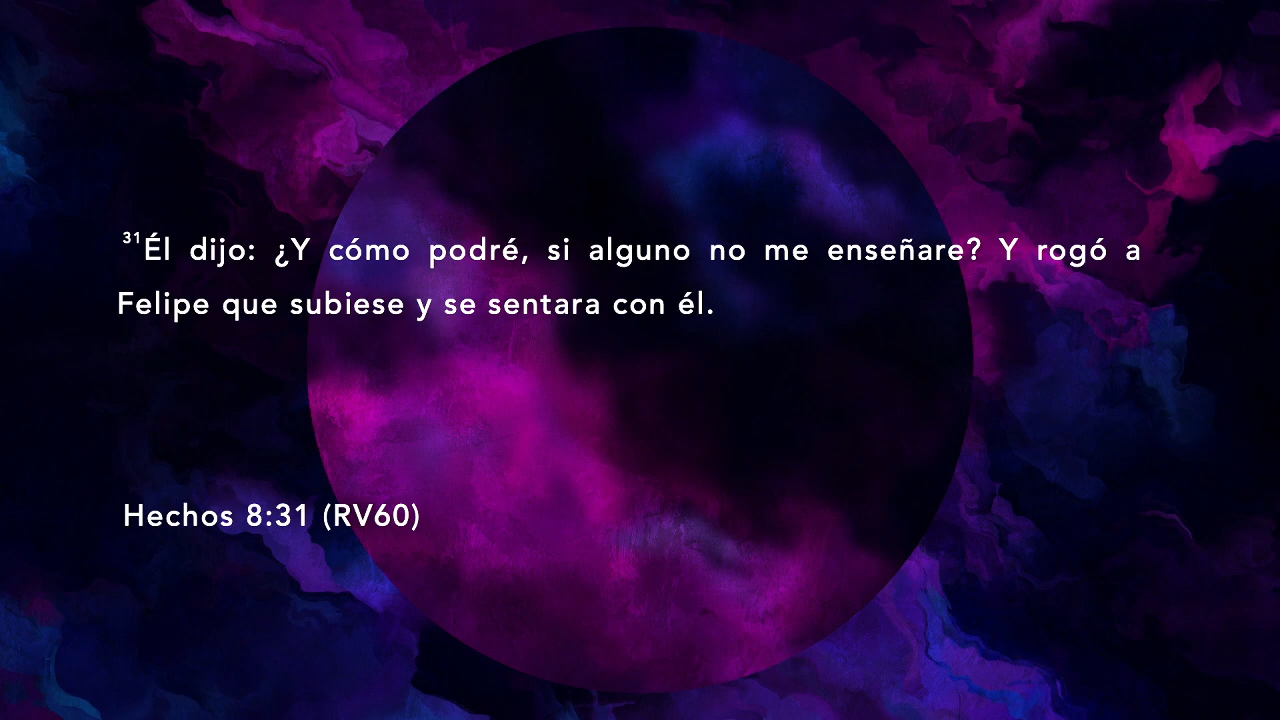 ³¹Él dijo: ¿Y cómo podré, si alguno no me enseñare? Y rogó a
Felipe que subiese y se sentara con él.
Hechos 8:31 (RV60)